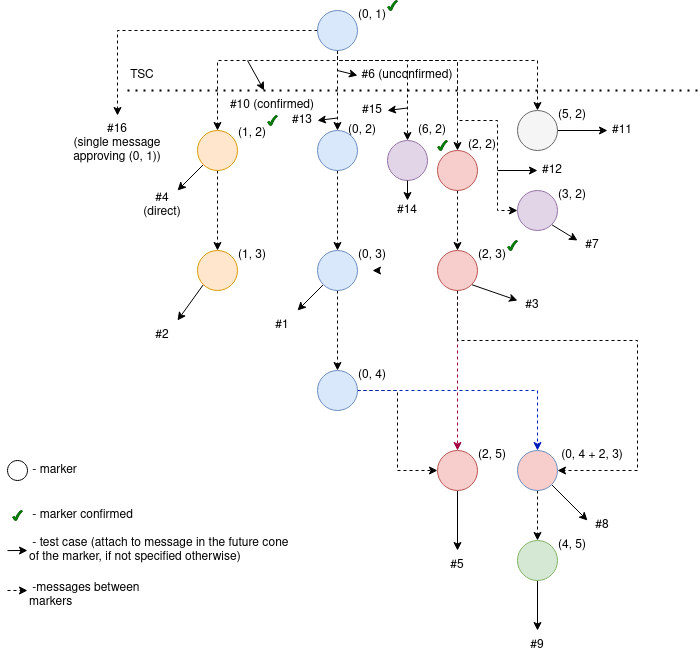 (0, 1)
TSC
#6 (unconfirmed)
#10 (confirmed)
#16
(single message
approving (0, 1))
#13
#15
(5, 2)
#11
(1, 2)
(0, 2)
(6, 2)
(2, 2)
#12
#4
(direct)
#14
(3, 2)
#7
(1, 3)
(0, 3)
(2, 3)
#2
#1
#3
(0, 4)
(2, 5)
(0, 4 + 2, 3)
#8
#5
(4, 5)
#9
- marker
- marker confirmed
- test case (attach to message in the future cone
of the marker, if not specified otherwise)
-messages between
markers